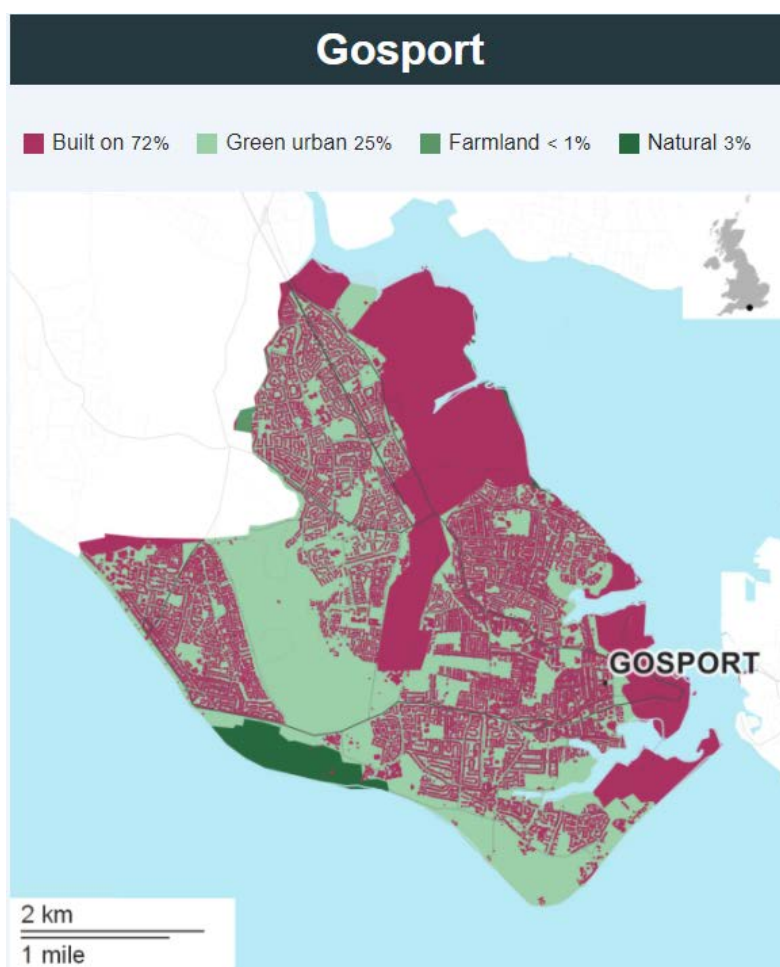 Gosport
Built on 72% Green urban 25% Farmland < 1% Natural 3%
GOSPORT
2 km
1 mile